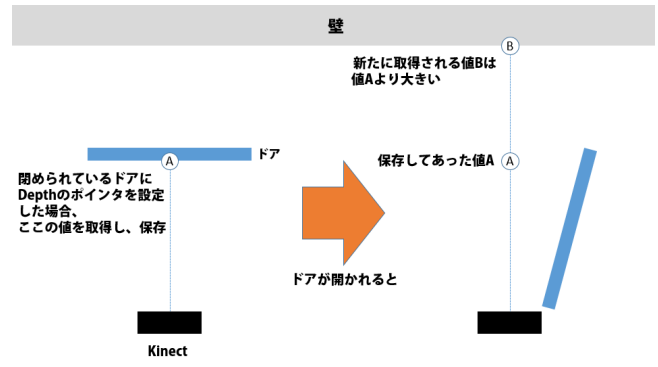 壁
B
新たに取得される値Bは
値Aより大きい
A
ドア
保存してあった値A
A
閉められているドアに
Depthのポインタを設定
した場合、
ここの値を取得し、保存
ドアが開かれると
Kinect